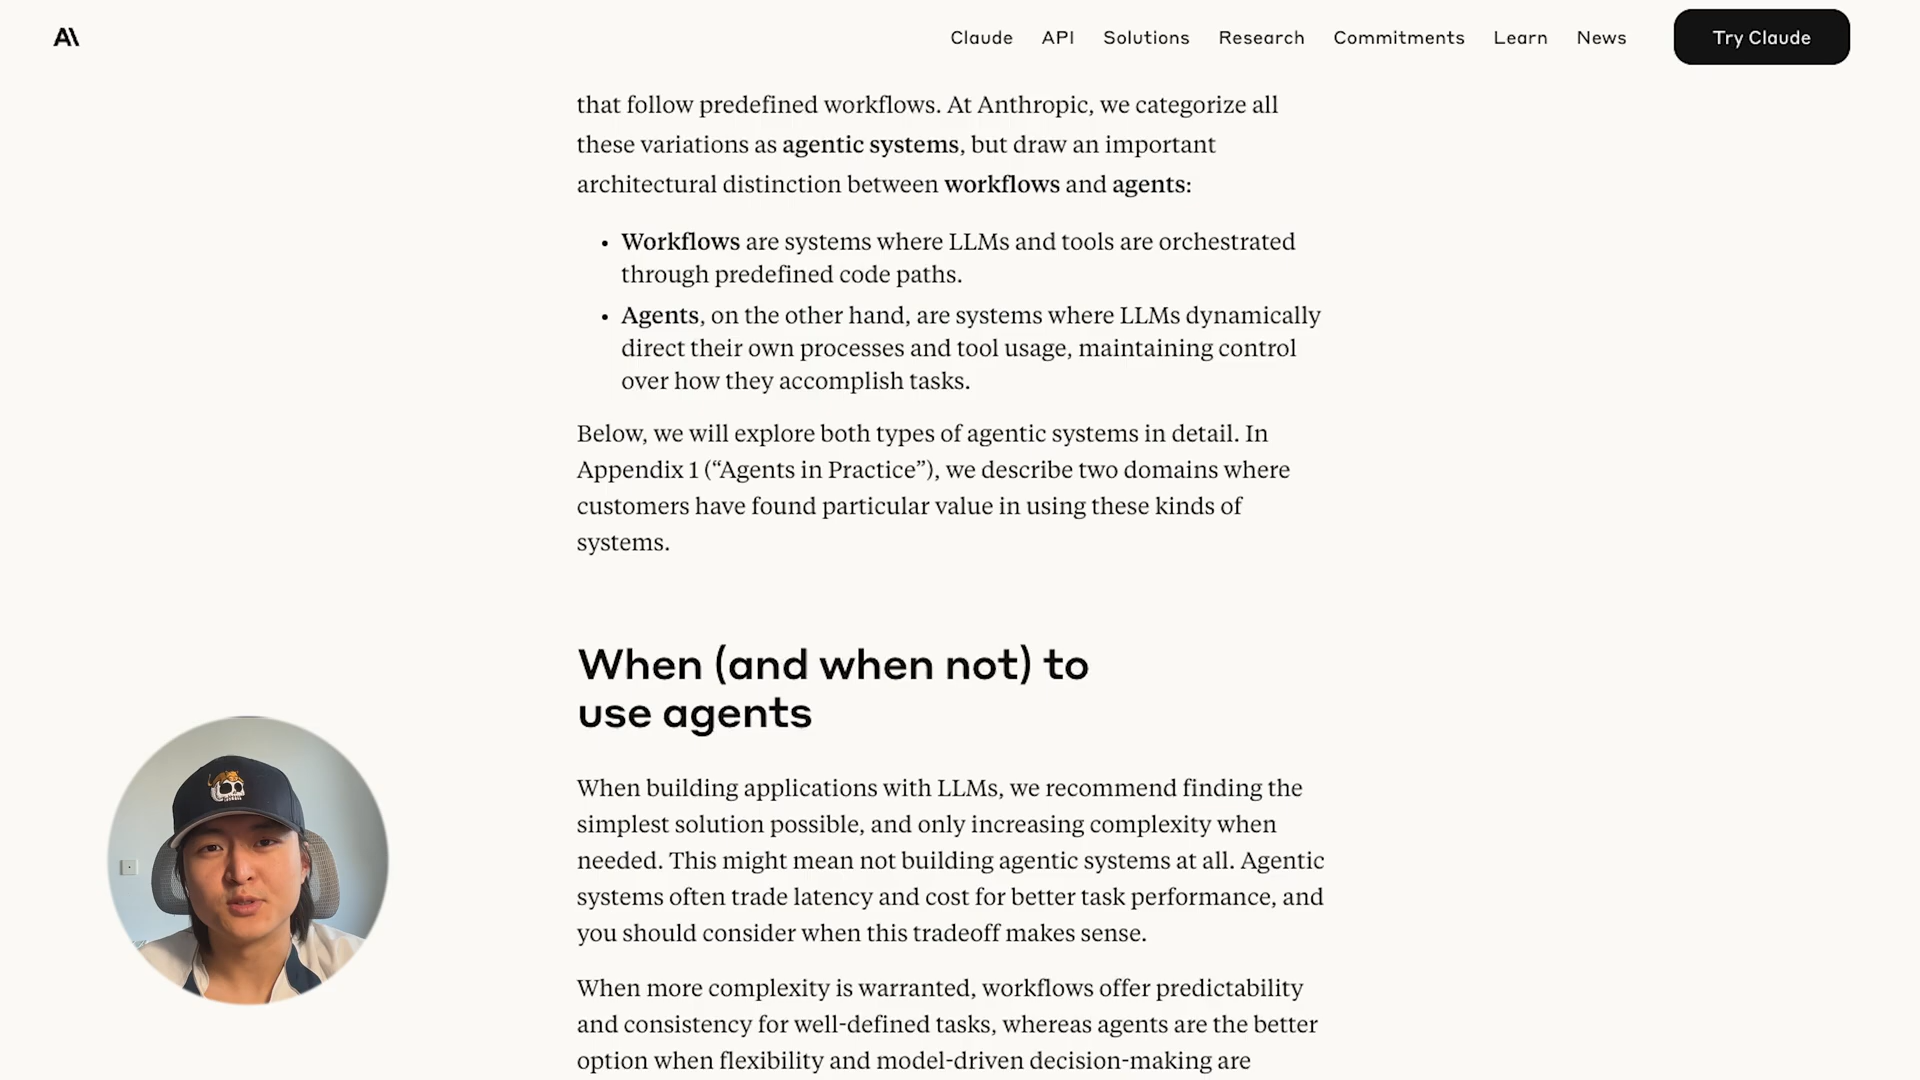 A\
Claude API Solutions Research Commitments Learn News Try Claude
that follow predefined workflows. At Anthropic, we categorize all
these variations as agentic systems, but draw an important
architectural distinction between workflows and agents:
• Workflows are systems where LLMs and tools are orchestrated
through predefined code paths.
• Agents, on the other hand, are systems where LLMs dynamically
direct their own processes and tool usage, maintaining control
over how they accomplish tasks.
Below, we will explore both types of agentic systems in detail. In
Appendix 1 (“Agents in Practice”), we describe two domains where
customers have found particular value in using these kinds of
systems.
When (and when not) to
use agents
When building applications with LLMs, we recommend finding the
simplest solution possible, and only increasing complexity when
needed. This might mean not building agentic systems at all. Agentic
systems often trade latency and cost for better task performance, and
you should consider when this tradeoff makes sense.
When more complexity is warranted, workflows offer predictability
and consistency for well-defined tasks, whereas agents are the better
option when flexibility and model-driven decision-making are